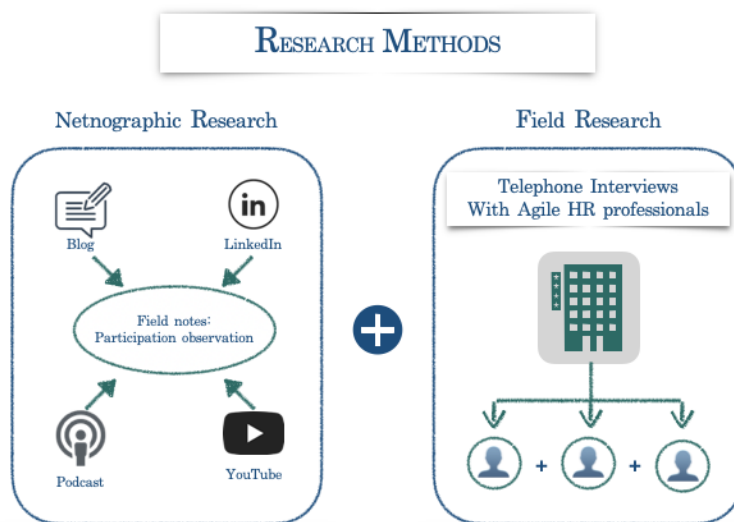 RESEARCH METHODS
Netnographic Research
Field Research
Blog
LinkedIn
Field notes:
Participation observation
Podcast
YouTube
Telephone Interviews
With Agile HR professionals